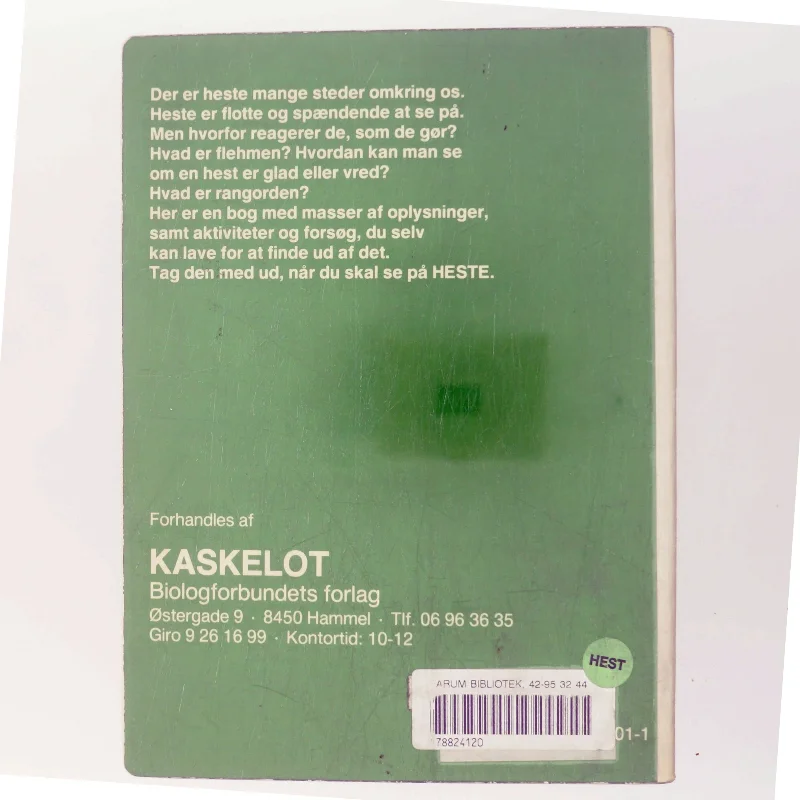 Der er heste mange steder omkring os.
Heste er flotte og spændende at se på.
Men hvorfor reagerer de, som de gør?
Hvad er flehmen? Hvordan kan man se
om en hest er glad eller vred?
Hvad er rangorden?
Her er en bog med masser af oplysninger,
samt aktiviteter og forsøg, du selv
kan lave for at finde ud af det.
Tag den med ud, når du skal se på HESTE.
Forhandles af
KASKELOT
Biologforbundets forlag
Østergade 9 · 8450 Hammel · Tlf. 06 96 36 35
Giro 9 26 16 99 · Kontortid: 10-12
HEST
ARUM BIBLIOTEK, 42-95 32 44
78824120
01-1